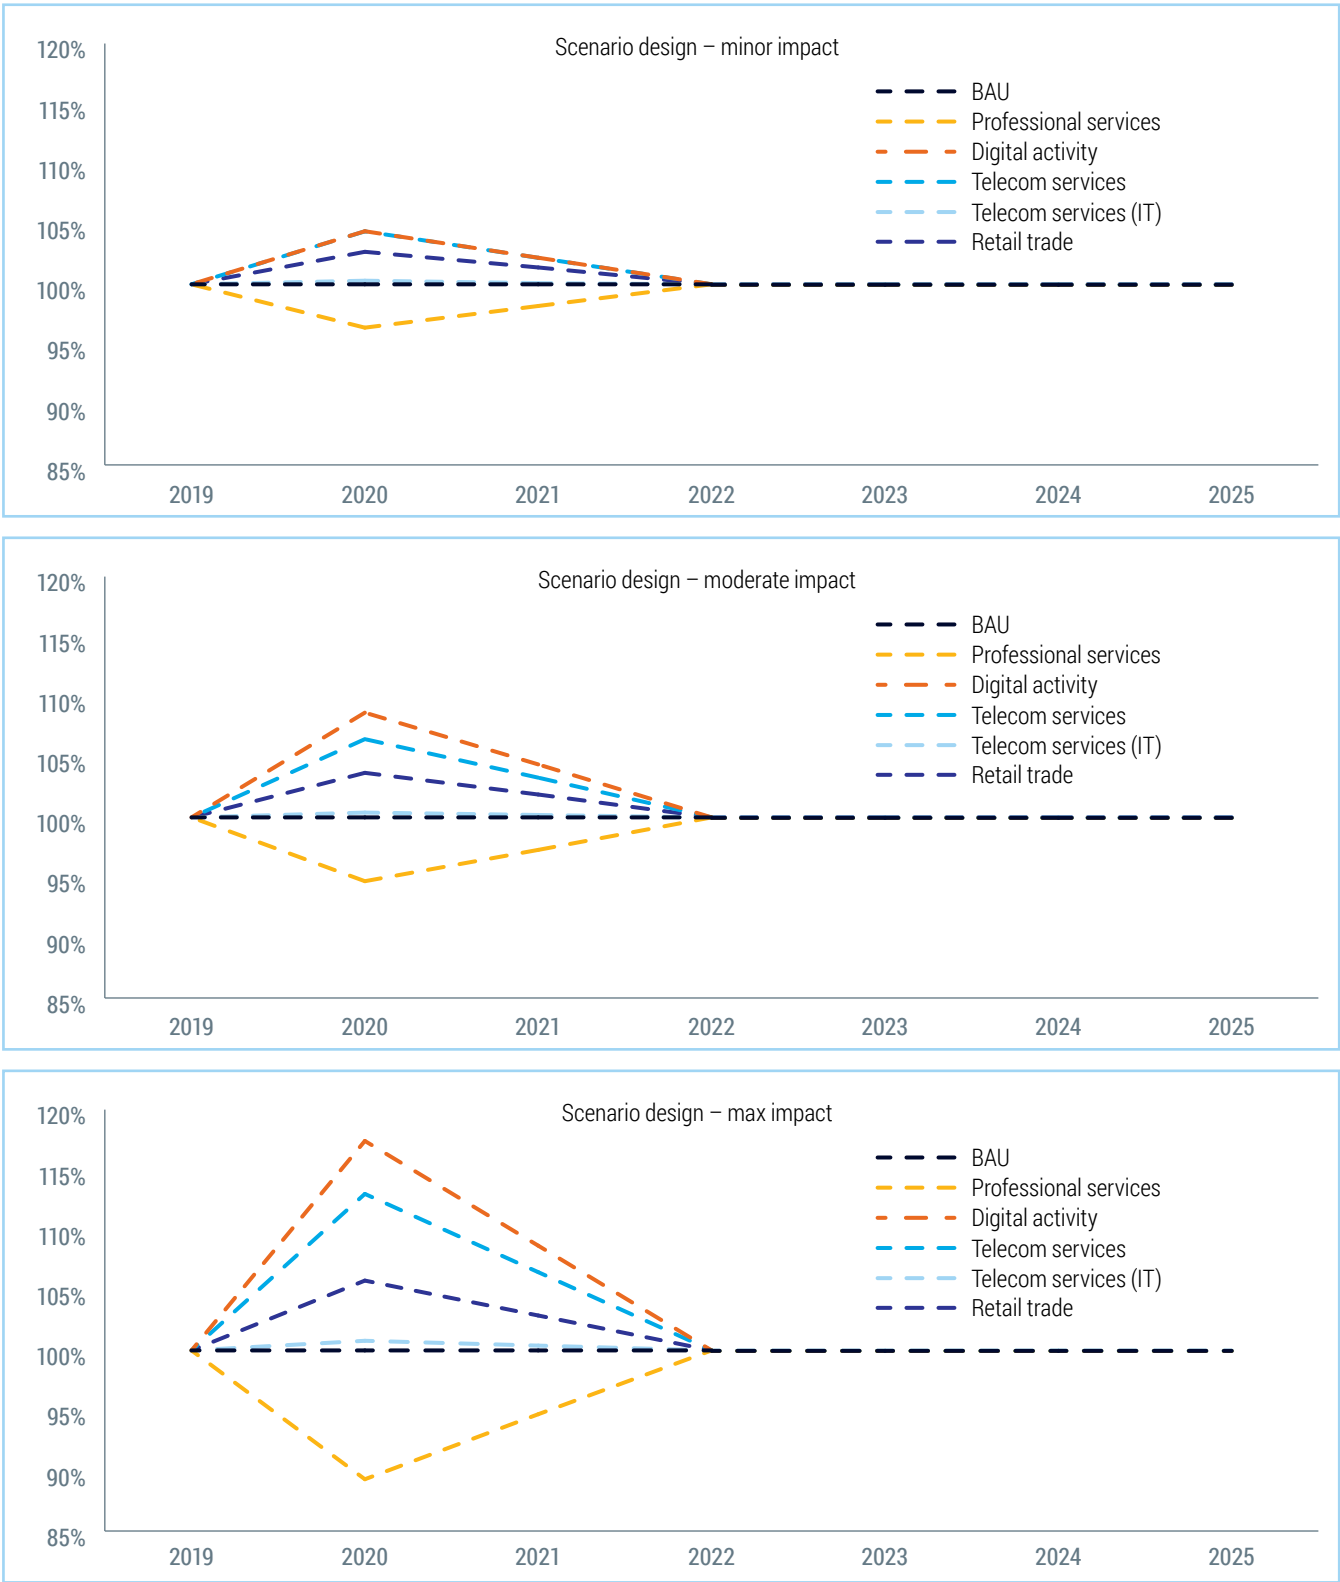 Scenario design – minor impact
120%
115%
110%
105%
100%
95%
90%
85%
BAU
Professional services
Digital activity
Telecom services
Telecom services (IT)
Retail trade
2019 2020 2021 2022 2023 2024 2025
Scenario design – moderate impact
120%
115%
110%
105%
100%
95%
90%
85%
BAU
Professional services
Digital activity
Telecom services
Telecom services (IT)
Retail trade
2019 2020 2021 2022 2023 2024 2025
Scenario design – max impact
120%
115%
110%
105%
100%
95%
90%
85%
BAU
Professional services
Digital activity
Telecom services
Telecom services (IT)
Retail trade
2019 2020 2021 2022 2023 2024 2025